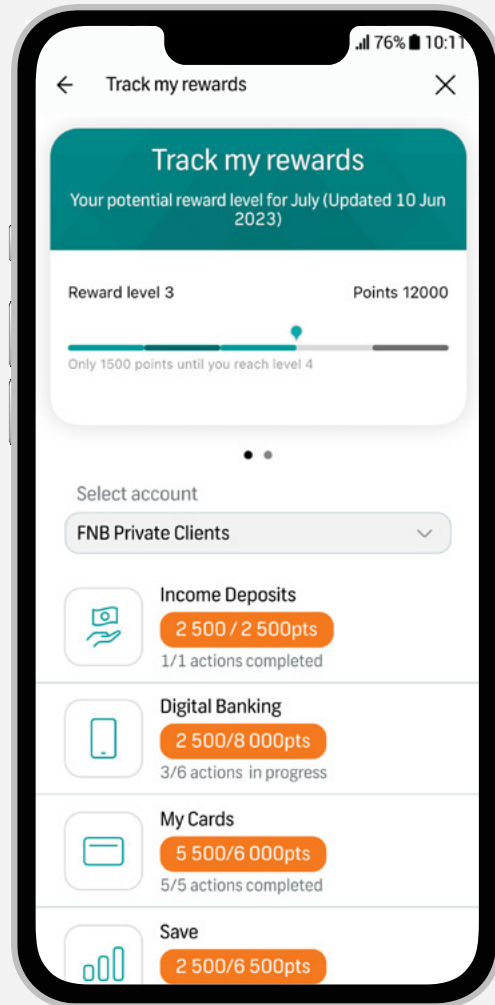 76% 10:11
Track my rewards
Track my rewards
Your potential reward level for July (Updated 10 Jun
2023)
Reward level 3 Points 12000
Only 1500 points until you reach level 4
Select account
FNB Private Clients
Income Deposits
2 500 / 2 500pts
1/1 actions completed
Digital Banking
2 500/8 000pts
3/6 actions in progress
My Cards
5 500/6 000pts
5/5 actions completed
Save
2 500/6 500pts